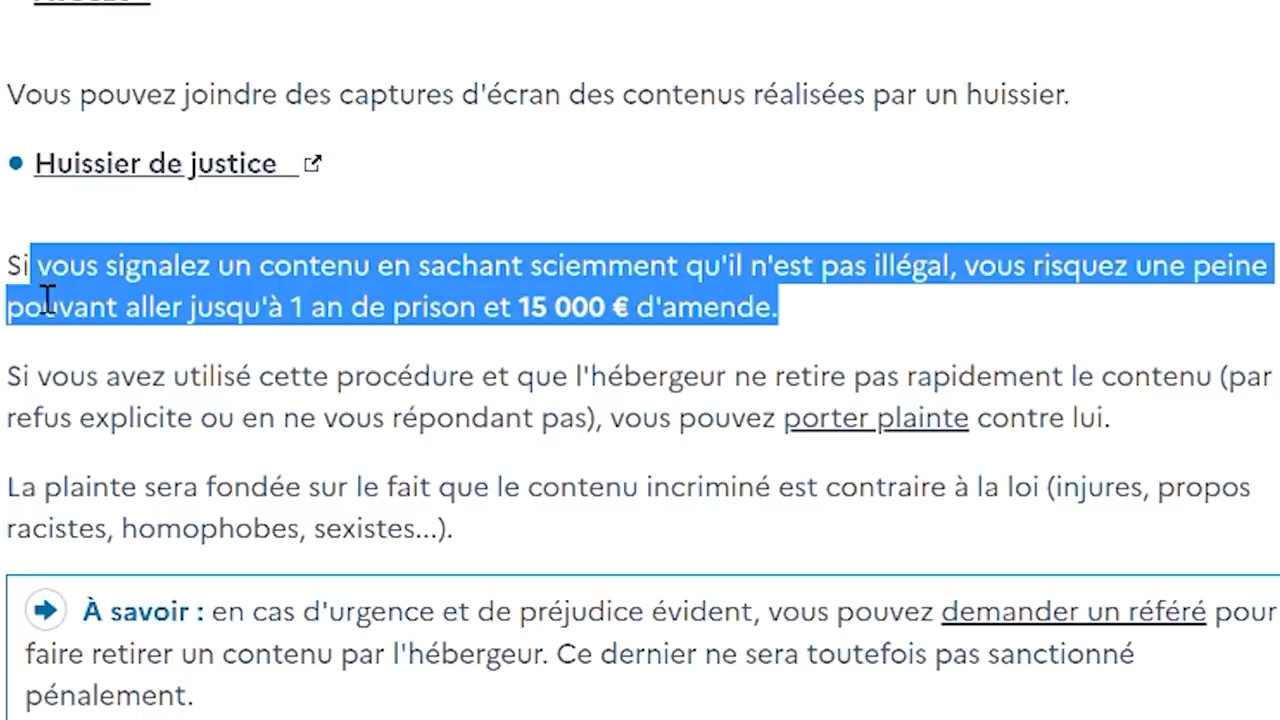 Vous pouvez joindre des captures d'écran des contenus réalisées par un huissier.
Huissier de justice
Si vous signalez un contenu en sachant sciemment qu'il n'est pas illégal, vous risquez une peine
pouvant aller jusqu'à 1 an de prison et 15 000 € d'amende.
Si vous avez utilisé cette procédure et que l'hébergeur ne retire pas rapidement le contenu (par
refus explicite ou en ne vous répondant pas), vous pouvez porter plainte contre lui.
La plainte sera fondée sur le fait que le contenu incriminé est contraire à la loi (injures, propos
racistes, homophobes, sexistes...).
À savoir : en cas d'urgence et de préjudice évident, vous pouvez demander un référé pour
faire retirer un contenu par l'hébergeur. Ce dernier ne sera toutefois pas sanctionné
pénalement.